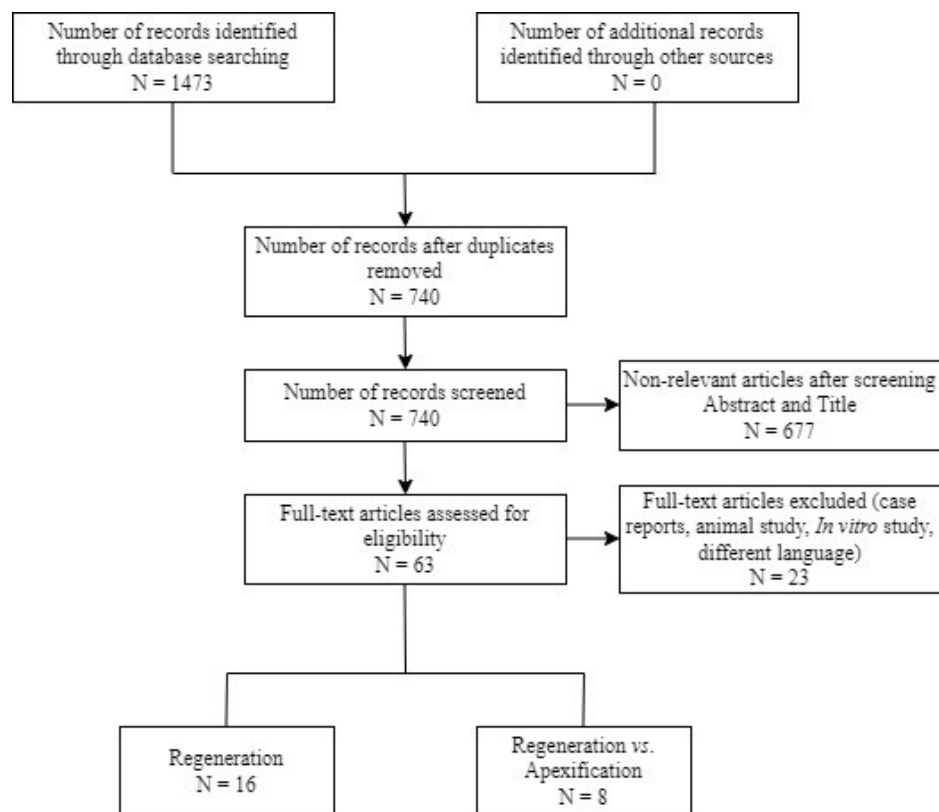 Number of records identified
through database searching
N = 1473
Number of additional records
identified through other sources
N = 0
Number of records after duplicates
removed
N = 740
Number of records screened
N = 740
Non-relevant articles after screening
Abstract and Title
N = 677
Full-text articles assessed for
eligibility
N = 63
Full-text articles excluded (case
reports, animal study, In vitro study,
different language)
N = 23
Regeneration
N = 16
Regeneration vs.
Apexification
N = 8